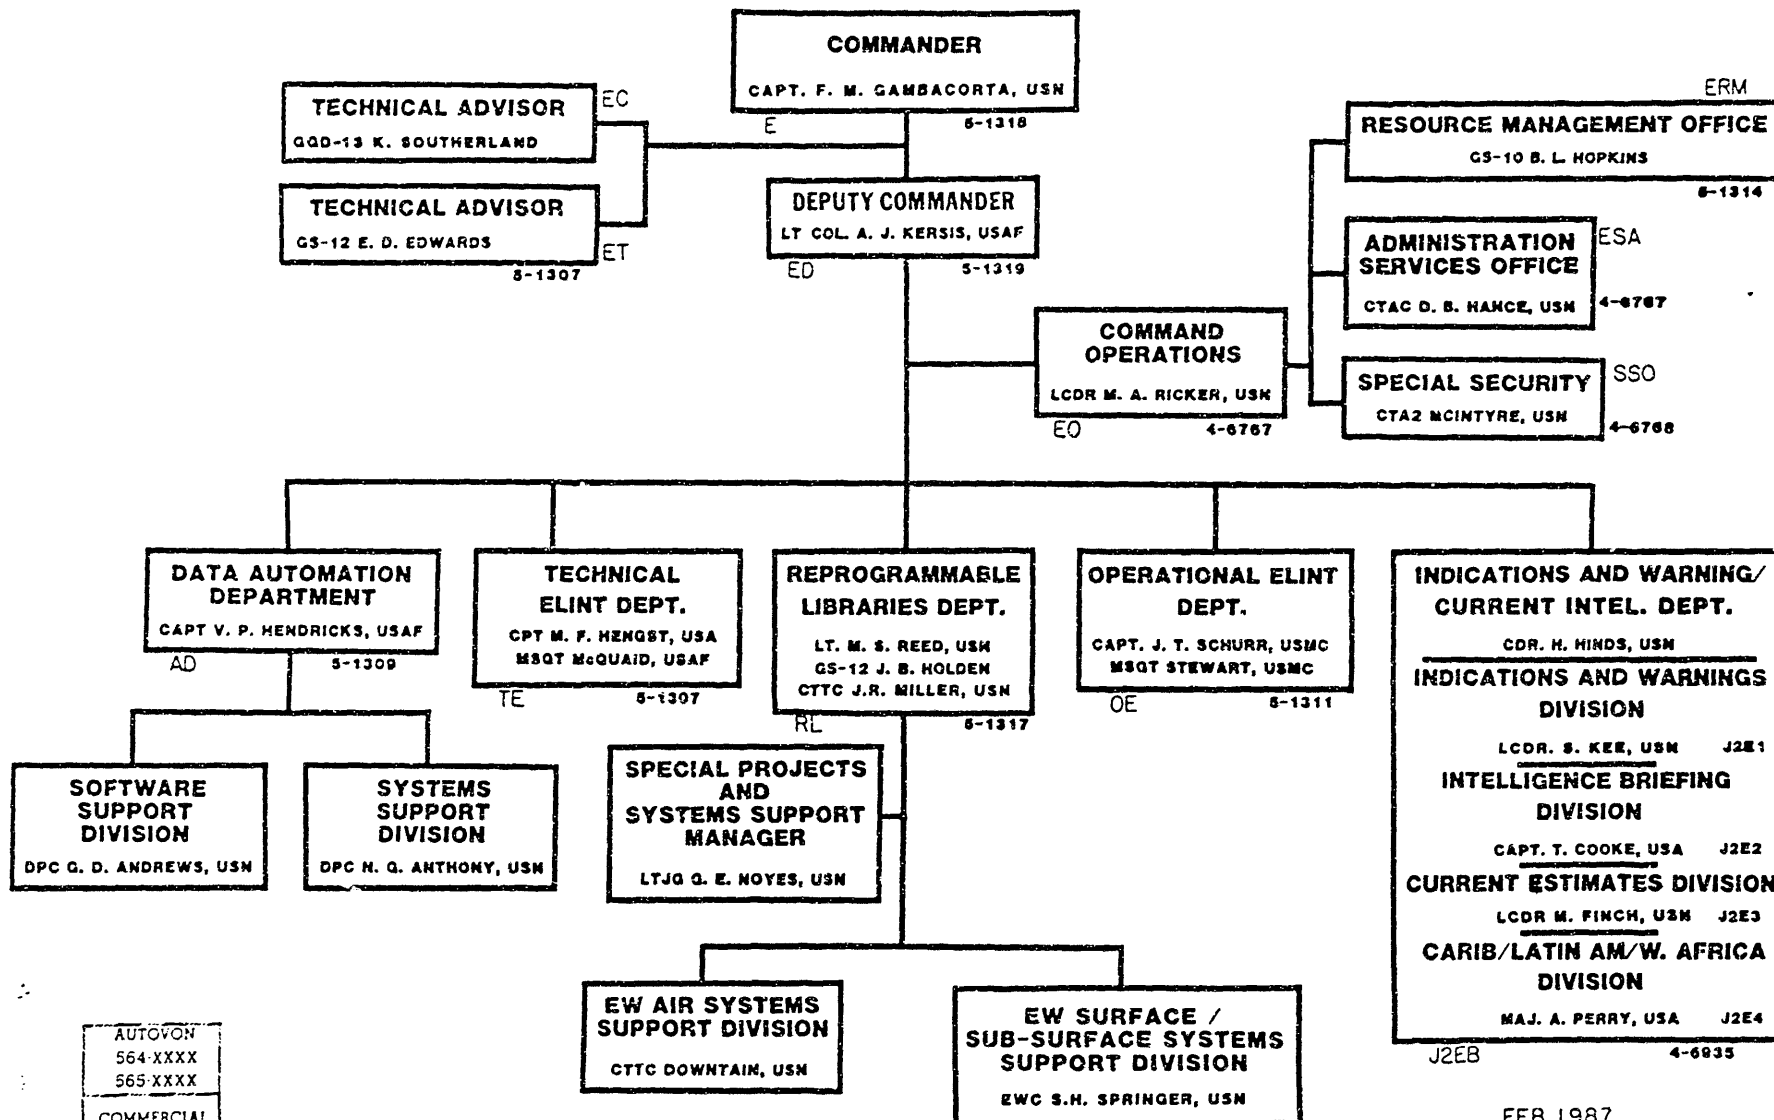 COMMANDER
CAPT. F. M. GAMBACORTA, USN
E
5-1318
TECHNICAL ADVISOR
GGD-13 K. SOUTHERLAND
EC
TECHNICAL ADVISOR
GS-12 E. D. EDWARDS
ET
5-1307
DEPUTY COMMANDER
LT COL. A. J. KERSIS, USAF
ED
5-1319
ERM
RESOURCE MANAGEMENT OFFICE
GS-10 B. L. HOPKINS
5-1314
ADMINISTRATION
SERVICES OFFICE
CTAC D. B. HANCE, USN
ESA
4-6767
COMMAND
OPERATIONS
LCDR M. A. RICKER, USN
EO
4-6767
SPECIAL SECURITY
CTA2 MCINTYRE, USN
SSO
4-6768
DATA AUTOMATION
DEPARTMENT
CAPT V. P. HENDRICKS, USAF
AD
5-1309
TECHNICAL
ELINT DEPT.
CPT M. F. HENGST, USA
MSGT McQUAID, USAF
TE
5-1307
REPROGRAMMABLE
LIBRARIES DEPT.
LT. M. S. REED, USN
GS-12 J. B. HOLDEN
CTTC J.R. MILLER, USN
RL
5-1317
OPERATIONAL ELINT
DEPT.
CAPT. J. T. SCHURR, USMC
MSGT STEWART, USMC
OE
5-1311
INDICATIONS AND WARNING/
CURRENT INTEL. DEPT.
CDR. H. HINDS, USN
INDICATIONS AND WARNINGS
DIVISION
LCDR. S. KEE, USN J2E1
INTELLIGENCE BRIEFING
DIVISION
CAPT. T. COOKE, USA J2E2
CURRENT ESTIMATES DIVISION
LCDR M. FINCH, USN J2E3
CARIB/LATIN AM/W. AFRICA
DIVISION
MAJ. A. PERRY, USA J2E4
J2EB
4-6935
SOFTWARE
SUPPORT
DIVISION
DPC G. D. ANDREWS, USN
SYSTEMS
SUPPORT
DIVISION
DPC N. G. ANTHONY, USN
SPECIAL PROJECTS
AND
SYSTEMS SUPPORT
MANAGER
LTJG G. E. NOYES, USN
EW AIR SYSTEMS
SUPPORT DIVISION
CTTC DOWNTAIN, USN
EW SURFACE /
SUB-SURFACE SYSTEMS
SUPPORT DIVISION
EWC S.H. SPRINGER, USN
AUTOVON
564-XXXX
565-XXXX
COMMERCIAL
FEB 1987